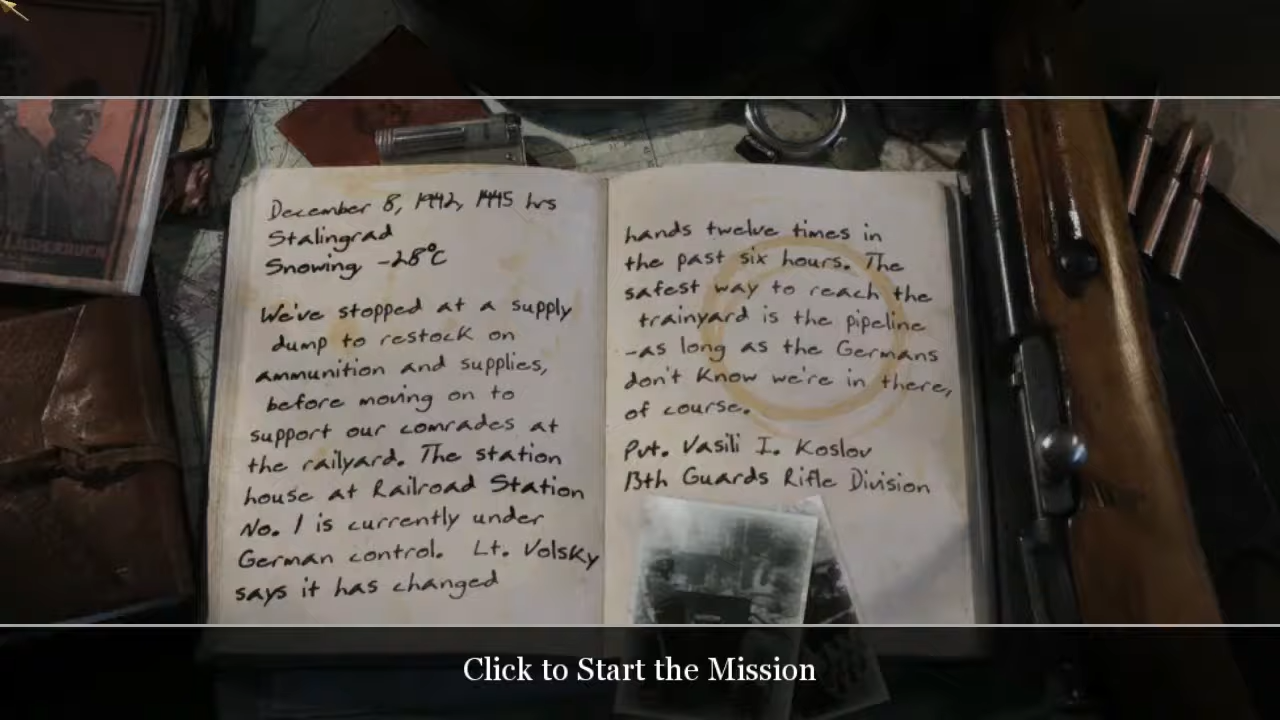 December 8, 1942, 1445 hrs
Stalingrad
Snowing -28°C
We've stopped at a supply
dump to restock on
ammunition and supplies,
before moving on to
support our comrades at
the railyard. The station
house at Railroad Station
No. 1 is currently under
German control. Lt. Volsky
says it has changed
hands twelve times in
the past six hours. The
safest way to reach the
trainyard is the pipeline
-as long as the Germans
don't know we're in there,
of course.
Pvt. Vasili I. Koslov
13th Guards Rifle Division
Click to Start the Mission